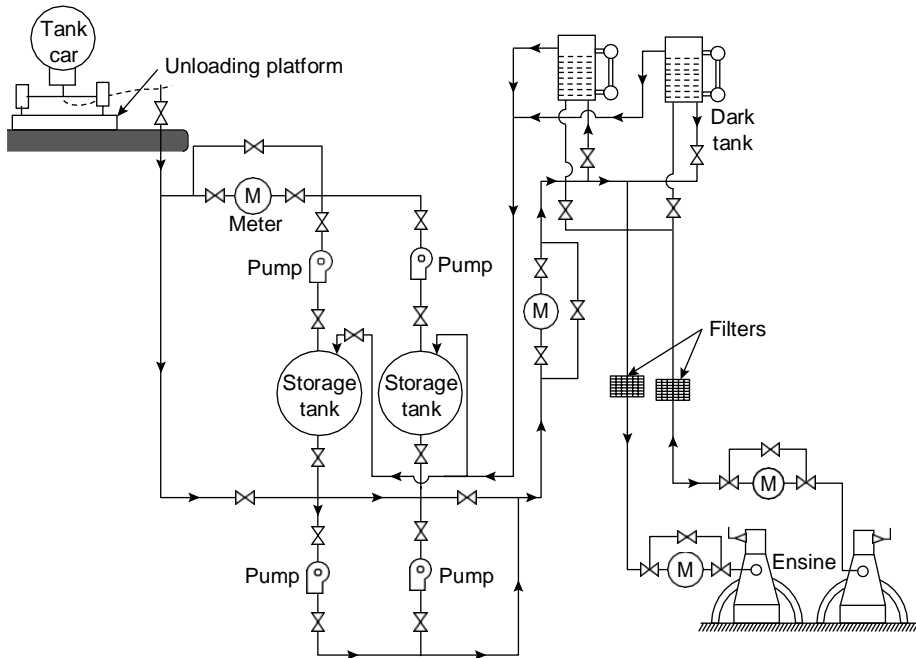 Tank
car
Unloading platform
Dark
tank
M
Meter
Pump
Pump
M
Filters
Storage
tank
Storage
tank
M
Pump
Pump
M
Ensine